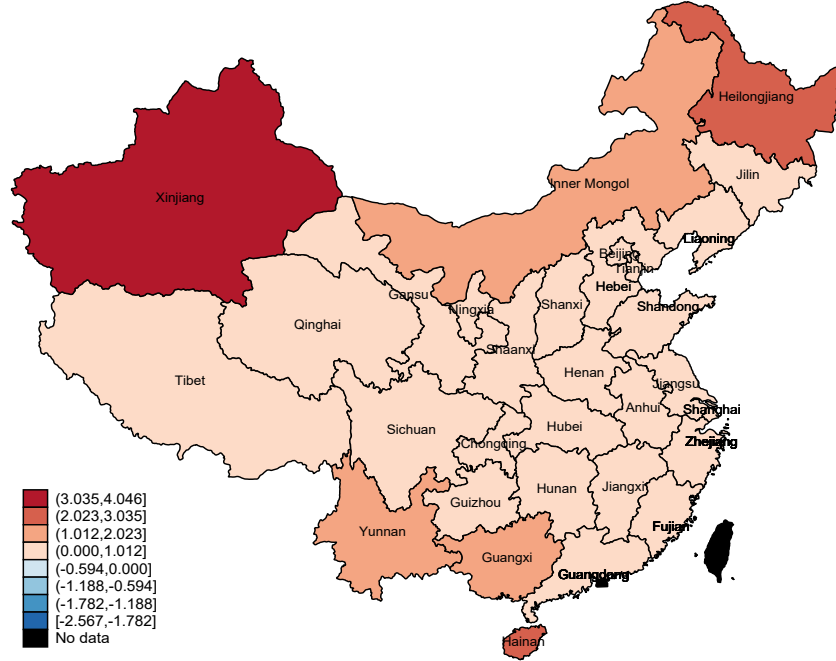 Heilongjiang
Jilin
Inner Mongol
Xinjiang
Liaoning
Beijing
Tianjin
Hebei
Gansu
Ningxia
Shanxi
Shandong
Qinghai
Shaanxi
Tibet
Henan
Jiangsu
Anhui
Shanghai
Sichuan
Hubei
Chongqing
Zhejiang
Guizhou
Hunan
Jiangxi
Yunnan
Fujian
Guangxi
Guangdong
Hainan
(3.035,4.046]
(2.023,3.035]
(1.012,2.023]
(0.000,1.012]
(-0.594,0.000]
(-1.188,-0.594]
(-1.782,-1.188]
[-2.567,-1.782]
No data